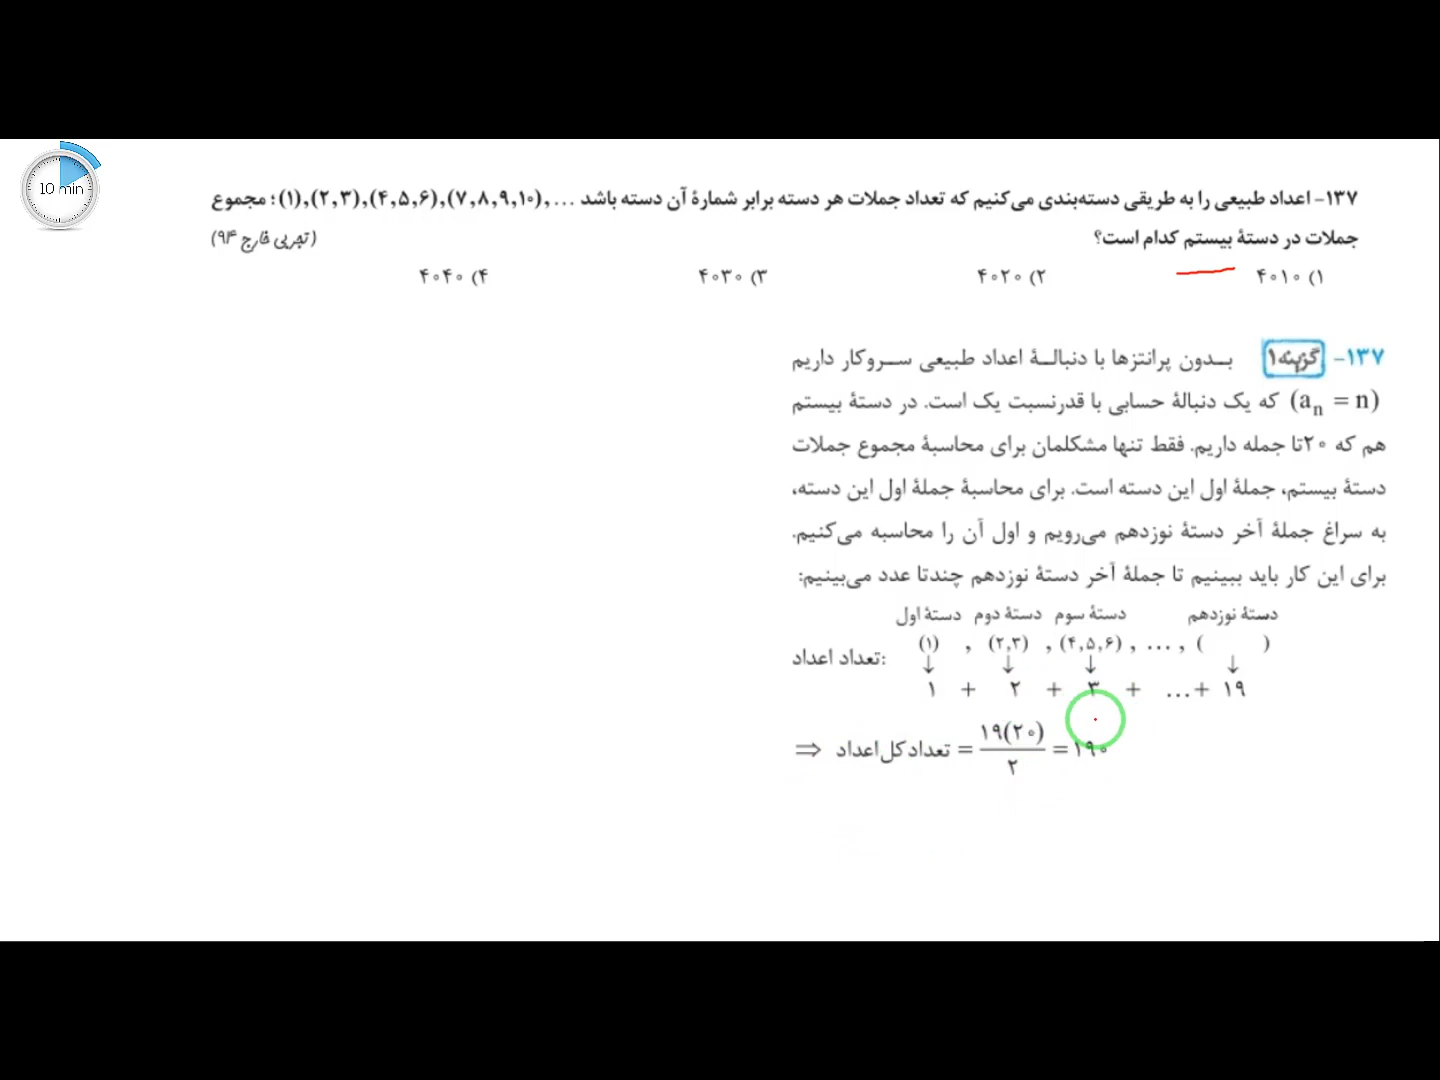 10 min
۱۳۷- اعداد طبیعی را به طریقی دسته‌بندی می‌کنیم که تعداد جملات هر دسته برابر شمارهٔ آن دسته باشد (۱),(۲,۳),(۴,۵,۶),(۷,۸,۹,۱۰),... ؛ مجموع
جملات در دستهٔ بیستم کدام است؟ (تجربی خارج ۹۴)
۱) ۴۰۱۰ ۲) ۴۰۲۰ ۳) ۴۰۳۰ ۴) ۴۰۴۰
۱۳۷- گزینه ۱ بدون پرانتزها با دنبالهٔ اعداد طبیعی سروکار داریم
(aₙ = n) که یک دنبالهٔ حسابی با قدرنسبت یک است. در دستهٔ بیستم
هم که ۲۰تا جمله داریم. فقط تنها مشکلمان برای محاسبهٔ مجموع جملات
دستهٔ بیستم، جملهٔ اول این دسته است. برای محاسبهٔ جملهٔ اول این دسته،
به سراغ جملهٔ آخر دستهٔ نوزدهم می‌رویم و اول آن را محاسبه می‌کنیم.
برای این کار باید ببینیم تا جملهٔ آخر دستهٔ نوزدهم چندتا عدد می‌بینیم:
دستهٔ اول دستهٔ دوم دستهٔ سوم دستهٔ نوزدهم
(۱) , (۲,۳) , (۴,۵,۶) , ... , ( )
تعداد اعداد: ↓ ↓ ↓ ↓
۱ + ۲ + ۳ + ...+ ۱۹
⇒ تعداد کل اعداد = ۱۹(۲۰)/۲ = ۱۹۰